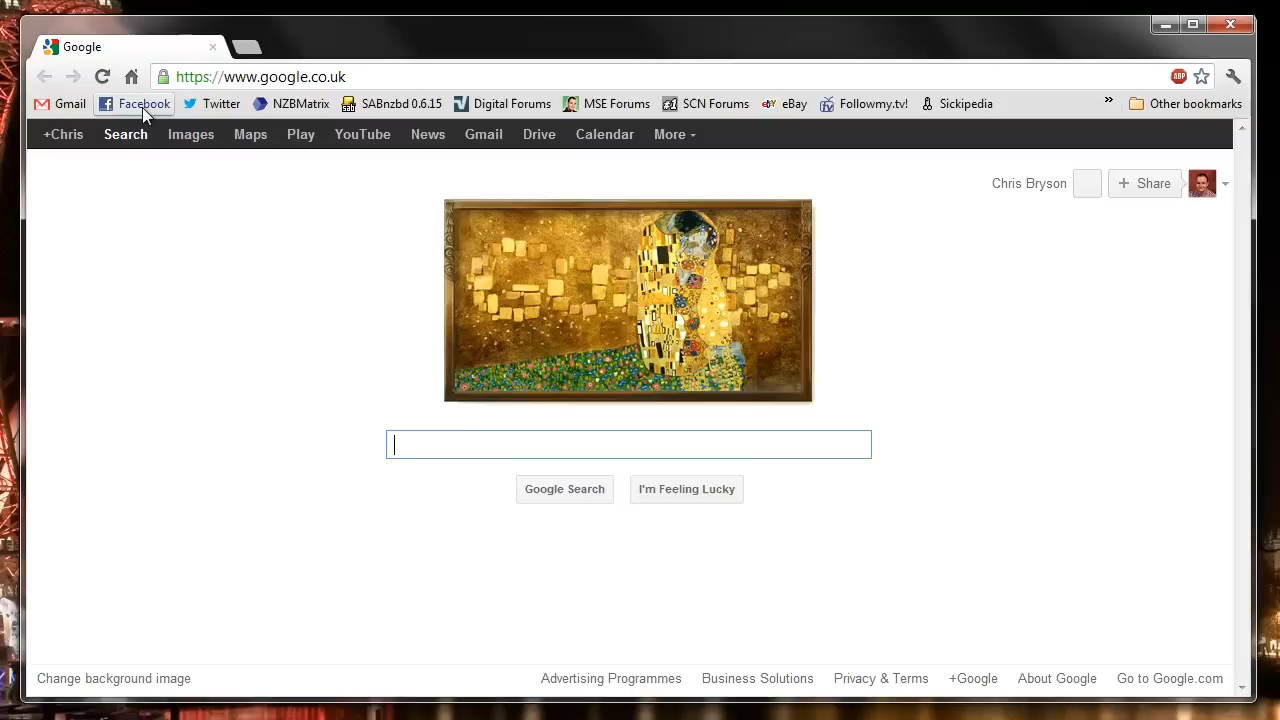 Google
https://www.google.co.uk
ABP
Gmail Facebook Twitter NZBMatrix SABnzbd 0.6.15 Digital Forums MSE Forums SCN Forums eBay Followmy.tv! Sickipedia » Other bookmarks
+Chris Search Images Maps Play YouTube News Gmail Drive Calendar More
Chris Bryson + Share
Google Search I'm Feeling Lucky
Change background image Advertising Programmes Business Solutions Privacy & Terms +Google About Google Go to Google.com